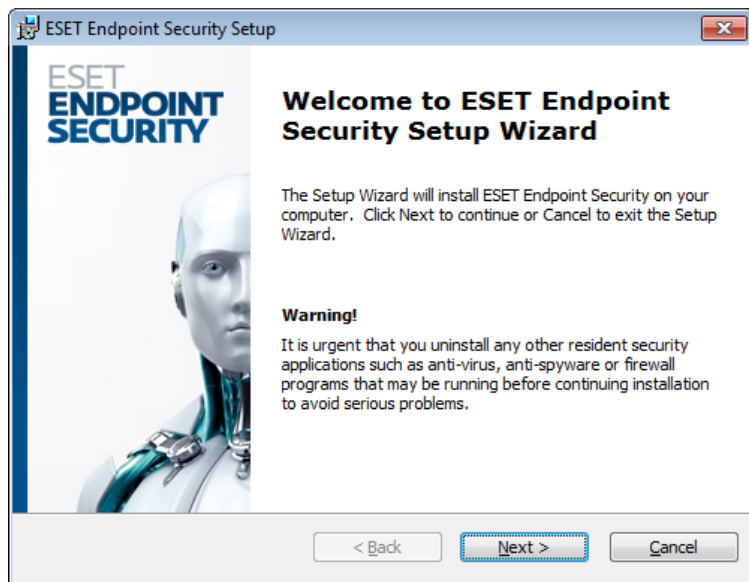 ESET Endpoint Security Setup
ESET
ENDPOINT
SECURITY
Welcome to ESET Endpoint
Security Setup Wizard
The Setup Wizard will install ESET Endpoint Security on your
computer.  Click Next to continue or Cancel to exit the Setup
Wizard.
Warning!
It is urgent that you uninstall any other resident security
applications such as anti-virus, anti-spyware or firewall
programs that may be running before continuing installation
to avoid serious problems.
< Back
Next >
Cancel